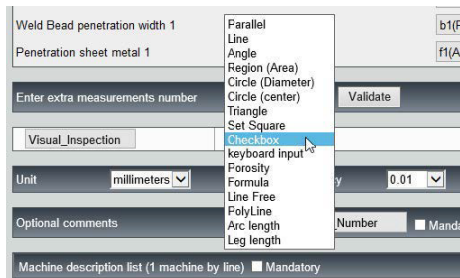 Weld Bead penetration width 1
b1(F
Penetration sheet metal 1
f1(A
Parallel
Line
Angle
Region (Area)
Circle (Diameter)
Circle (center)
Triangle
Set Square
Checkbox
keyboard input
Porosity
Formula
Line Free
PolyLine
Arc length
Leg length
Enter extra measurements number
Validate
Visual_Inspection
Unit
millimeters
y
0.01
Optional comments
_Number
Manda
Machine description list (1 machine by line)
Mandatory